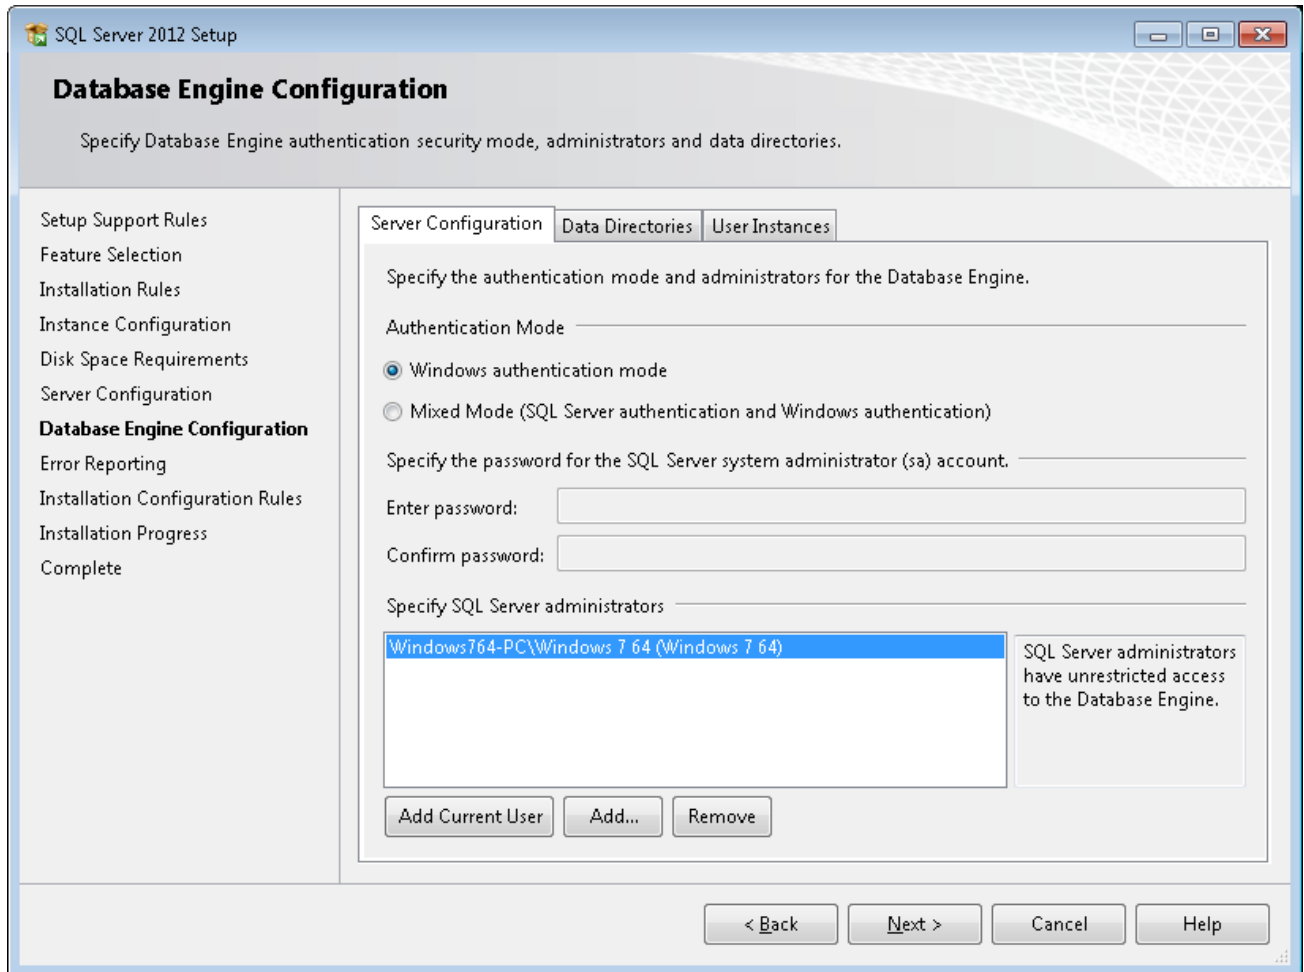 SQL Server 2012 Setup
Database Engine Configuration
Specify Database Engine authentication security mode, administrators and data directories.
Setup Support Rules
Feature Selection
Installation Rules
Instance Configuration
Disk Space Requirements
Server Configuration
Database Engine Configuration
Error Reporting
Installation Configuration Rules
Installation Progress
Complete
Server Configuration
Data Directories
User Instances
Specify the authentication mode and administrators for the Database Engine.
Authentication Mode
Windows authentication mode
Mixed Mode (SQL Server authentication and Windows authentication)
Specify the password for the SQL Server system administrator (sa) account.
Enter password:
Confirm password:
Specify SQL Server administrators
Windows764-PC\Windows 7 64 (Windows 7 64)
SQL Server administrators
have unrestricted access
to the Database Engine.
Add Current User
Add...
Remove
< Back
Next >
Cancel
Help